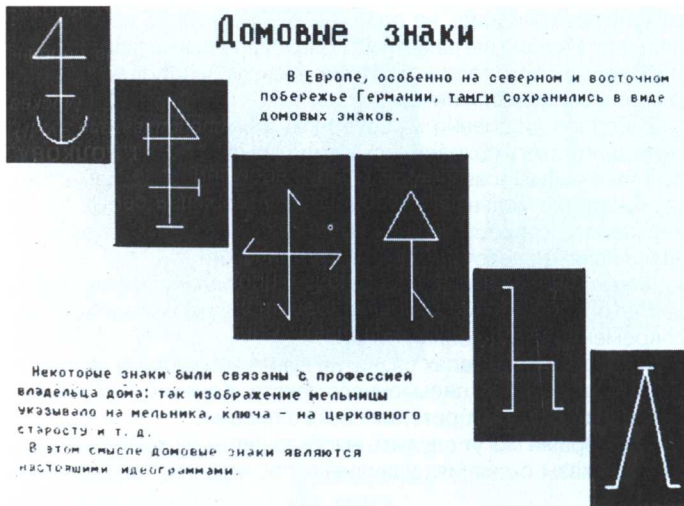 Домовые знаки
В Европе, особенно на северном и восточном
побережье Германии, тамги сохранились в виде
домовых знаков.
Некоторые знаки были связаны с профессией
владельца дома: так изображение мельницы
указывало на мельника, ключа - на церковного
старосту и т. д.
В этом смысле домовые знаки являются
настоящими идеограммами.